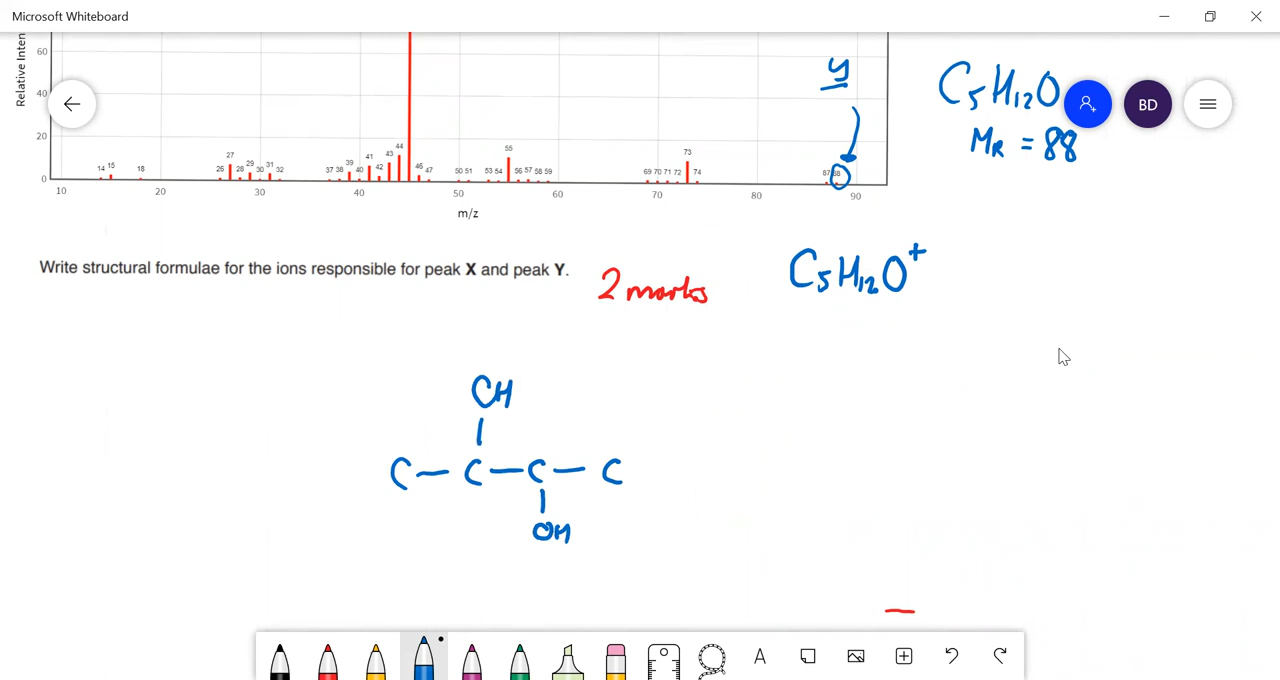 Microsoft Whiteboard
Relative Inten
60
40
20
0
14 15 18 26 27 28 29 30 31 32 37 38 39 40 41 42 43 44 46 47 50 51 53 54 55 56 57 58 59 69 70 71 72 73 74 87 88
10 20 30 40 50 60 70 80 90
m/z
y
C5H12O
MR = 88
BD
Write structural formulae for the ions responsible for peak X and peak Y.
2 marks
C5H12O+
CH
C — C — C — C
OH
A